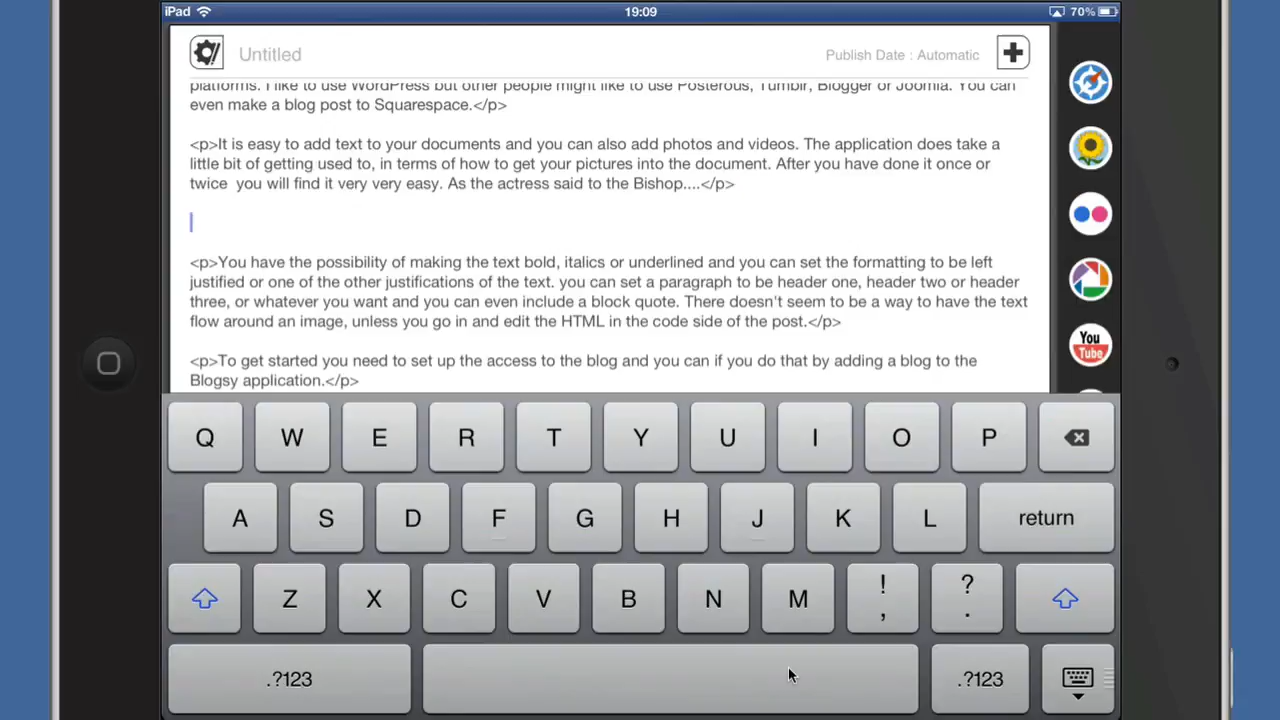 iPad 19:09 70%
Untitled Publish Date : Automatic
platforms. I like to use WordPress but other people might like to use Posterous, Tumblr, Blogger or Joomla. You can
even make a blog post to Squarespace.</p>
<p>It is easy to add text to your documents and you can also add photos and videos. The application does take a
little bit of getting used to, in terms of how to get your pictures into the document. After you have done it once or
twice  you will find it very very easy. As the actress said to the Bishop....</p>
<p>You have the possibility of making the text bold, italics or underlined and you can set the formatting to be left
justified or one of the other justifications of the text. you can set a paragraph to be header one, header two or header
three, or whatever you want and you can even include a block quote. There doesn't seem to be a way to have the text
flow around an image, unless you go in and edit the HTML in the code side of the post.</p>
<p>To get started you need to set up the access to the blog and you can if you do that by adding a blog to the
Blogsy application.</p>
You
Tube
Q W E R T Y U I O P
A S D F G H J K L return
Z X C V B N M ! , ? .
.?123 .?123